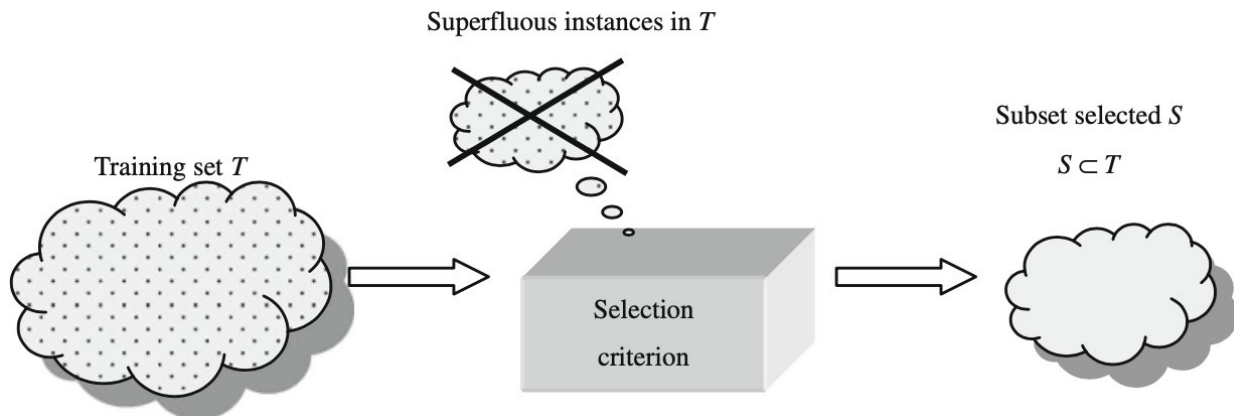 Superfluous instances in T
Training set T
Subset selected S
S ⊂ T
Selection
criterion